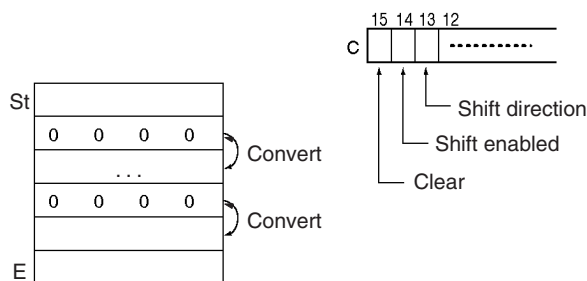 15 14 13 12
C
Shift direction
Shift enabled
Clear
St
0 0 0 0
Convert
...
0 0 0 0
Convert
E